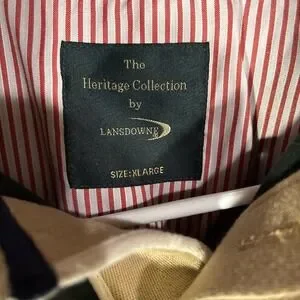 The
Heritage Collection
by
LANSDOWNE
SIZE:XLARGE